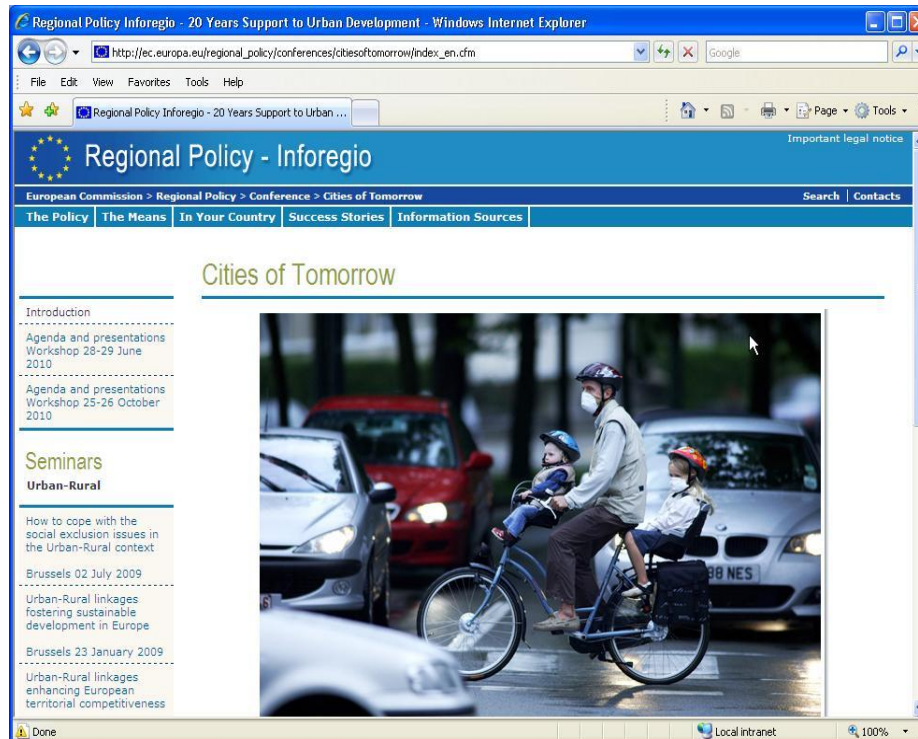 Regional Policy Inforegio - 20 Years Support to Urban Development - Windows Internet Explorer
http://ec.europa.eu/regional_policy/conferences/citiesoftomorrow/index_en.cfm
Google
File Edit View Favorites Tools Help
Regional Policy Inforegio - 20 Years Support to Urban ...
Page Tools
Important legal notice
Regional Policy - Inforegio
European Commission > Regional Policy > Conference > Cities of Tomorrow
Search | Contacts
The Policy The Means In Your Country Success Stories Information Sources
Cities of Tomorrow
Introduction
Agenda and presentations
Workshop 28-29 June
2010
Agenda and presentations
Workshop 25-26 October
2010
Seminars
Urban-Rural
How to cope with the
social exclusion issues in
the Urban-Rural context
Brussels 02 July 2009
Urban-Rural linkages
fostering sustainable
development in Europe
Brussels 23 January 2009
Urban-Rural linkages
enhancing European
territorial competitiveness
Done
Local intranet
100%